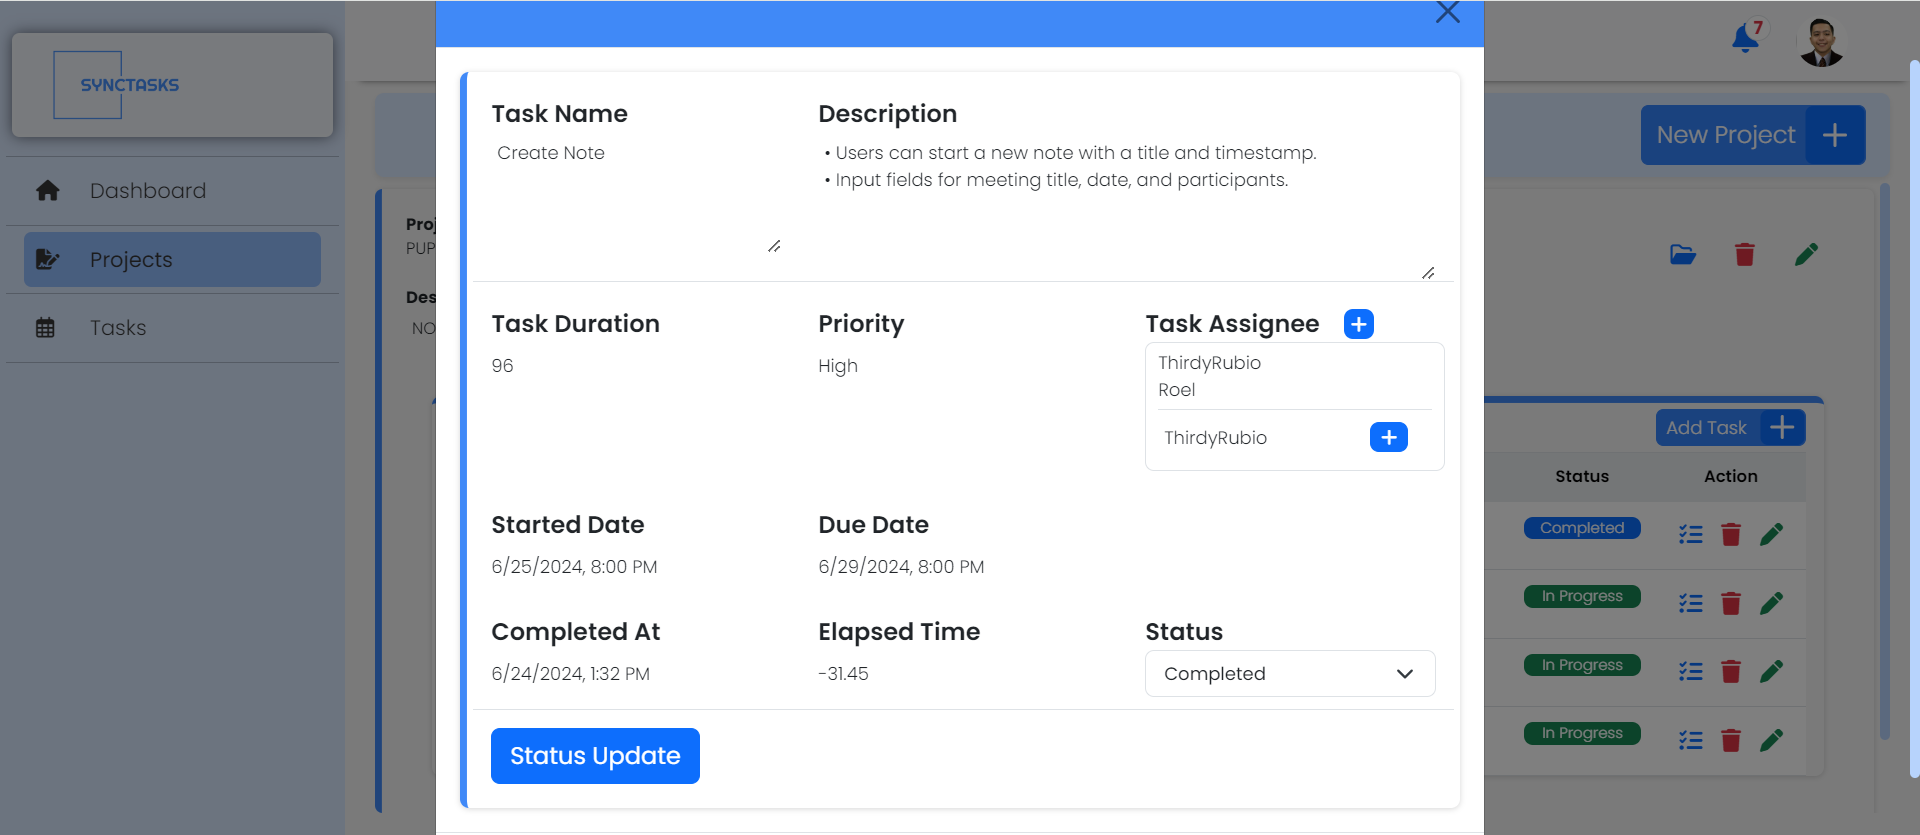 SYNCTASKS
7
New Project
Dashboard
Projects
Tasks
Task Name
Create Note
Description
• Users can start a new note with a title and timestamp.
• Input fields for meeting title, date, and participants.
Task Duration
96
Priority
High
Task Assignee
ThirdyRubio
Roel
ThirdyRubio
Started Date
6/25/2024, 8:00 PM
Due Date
6/29/2024, 8:00 PM
Completed At
6/24/2024, 1:32 PM
Elapsed Time
-31.45
Status
Completed
Status Update
PUP
NO
Add Task
Status Action
Completed
In Progress
In Progress
In Progress